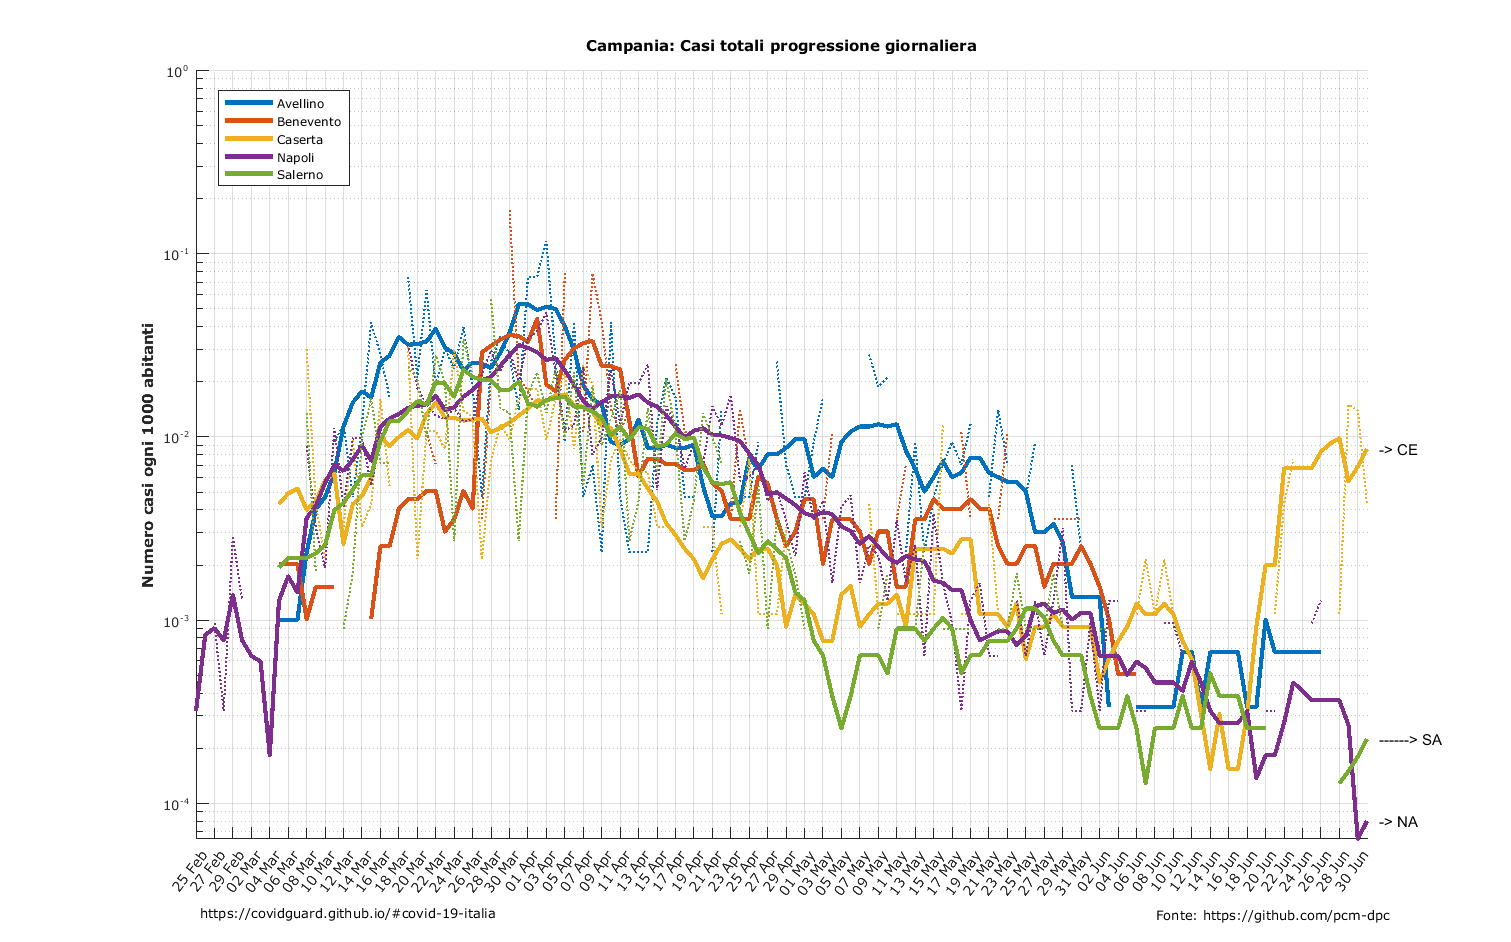 Campania: Casi totali progressione giornaliera
Numero casi ogni 1000 abitanti
10^0
10^-1
10^-2
10^-3
10^-4
Avellino
Benevento
Caserta
Napoli
Salerno
-> CE
------> SA
-> NA
25 Feb
27 Feb
29 Feb
02 Mar
04 Mar
06 Mar
08 Mar
10 Mar
12 Mar
14 Mar
16 Mar
18 Mar
20 Mar
22 Mar
24 Mar
26 Mar
28 Mar
30 Mar
01 Apr
03 Apr
05 Apr
07 Apr
09 Apr
11 Apr
13 Apr
15 Apr
17 Apr
19 Apr
21 Apr
23 Apr
25 Apr
27 Apr
29 Apr
01 May
03 May
05 May
07 May
09 May
11 May
13 May
15 May
17 May
19 May
21 May
23 May
25 May
27 May
29 May
31 May
02 Jun
04 Jun
06 Jun
08 Jun
10 Jun
12 Jun
14 Jun
16 Jun
18 Jun
20 Jun
22 Jun
24 Jun
26 Jun
28 Jun
30 Jun
https://covidguard.github.io/#covid-19-italia
Fonte: https://github.com/pcm-dpc